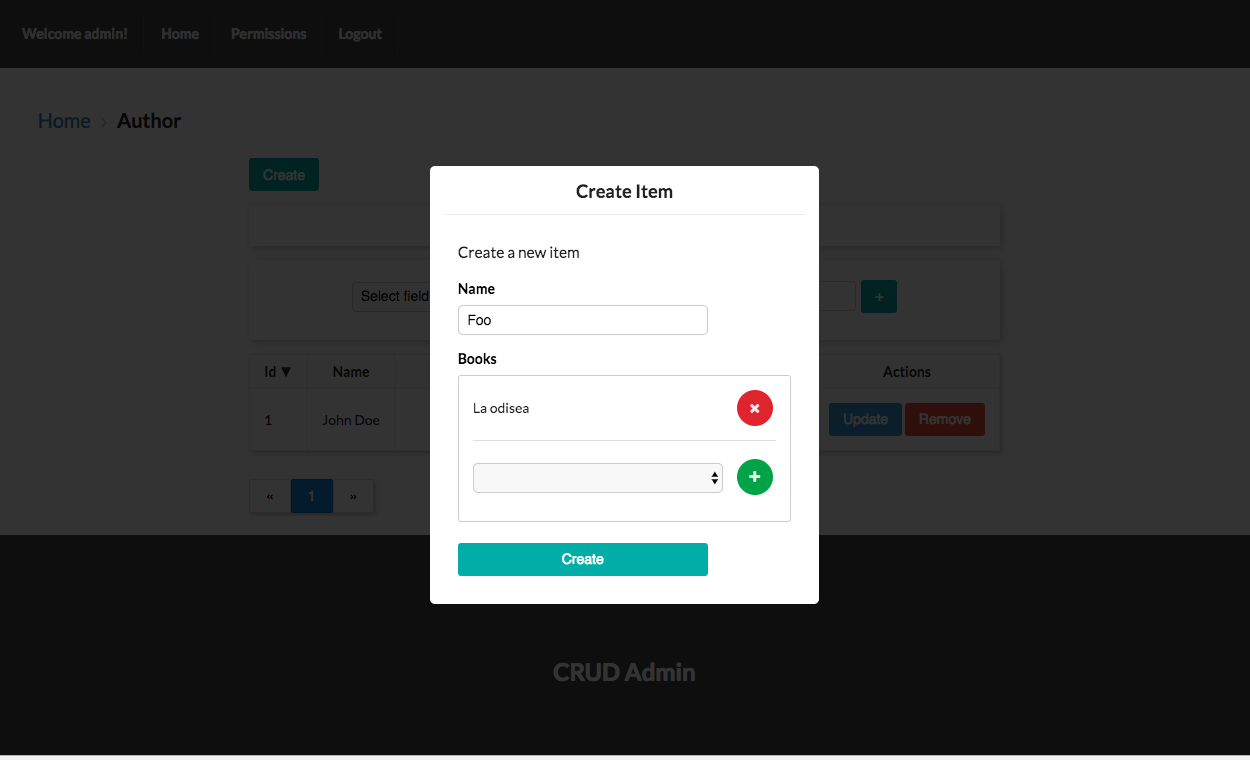 Welcome admin! Home Permissions Logout
Home › Author
Create
Select field
+
Id ▼ Name Actions
1 John Doe Update Remove
« 1 »
Create Item
Create a new item
Name
Foo
Books
La odisea
Create
CRUD Admin